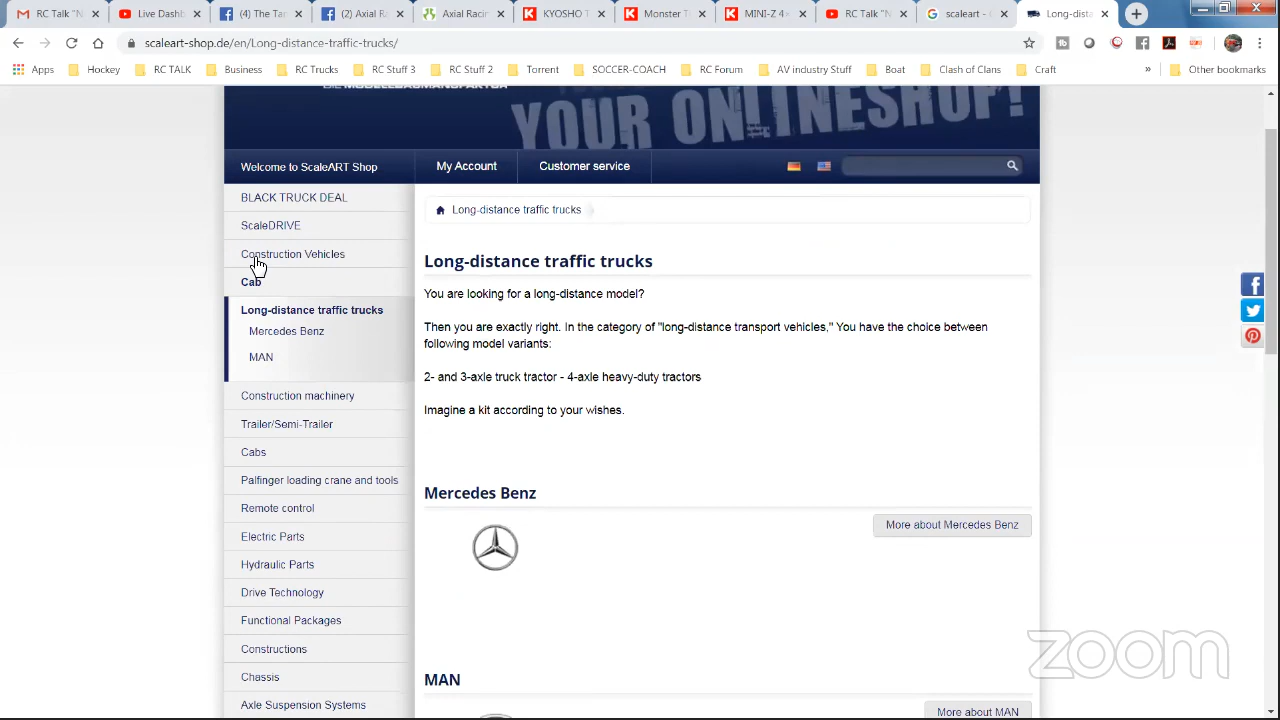 RC Talk "N
Live Dashb
(4) The Tar
(2) Axial R
Axial Racin
KYOSHO T
Monster T
MINI-Z 4×
RC Talk "N
scaleart - G
Long-dista
scaleart-shop.de/en/Long-distance-traffic-trucks/
Apps
Hockey
RC TALK
Business
RC Trucks
RC Stuff 3
RC Stuff 2
Torrent
SOCCER-COACH
RC Forum
AV industry Stuff
Boat
Clash of Clans
Craft
»
Other bookmarks
DIE MODELLBAUMANUFAKTUR
YOUR ONLINESHOP!
Welcome to ScaleART Shop
My Account
Customer service
BLACK TRUCK DEAL
ScaleDRIVE
Construction Vehicles
Cab
Long-distance traffic trucks
Mercedes Benz
MAN
Construction machinery
Trailer/Semi-Trailer
Cabs
Palfinger loading crane and tools
Remote control
Electric Parts
Hydraulic Parts
Drive Technology
Functional Packages
Constructions
Chassis
Axle Suspension Systems
Long-distance traffic trucks
Long-distance traffic trucks
You are looking for a long-distance model?
Then you are exactly right. In the category of "long-distance transport vehicles," You have the choice between
following model variants:
2- and 3-axle truck tractor - 4-axle heavy-duty tractors
Imagine a kit according to your wishes.
Mercedes Benz
More about Mercedes Benz
MAN
More about MAN
zoom